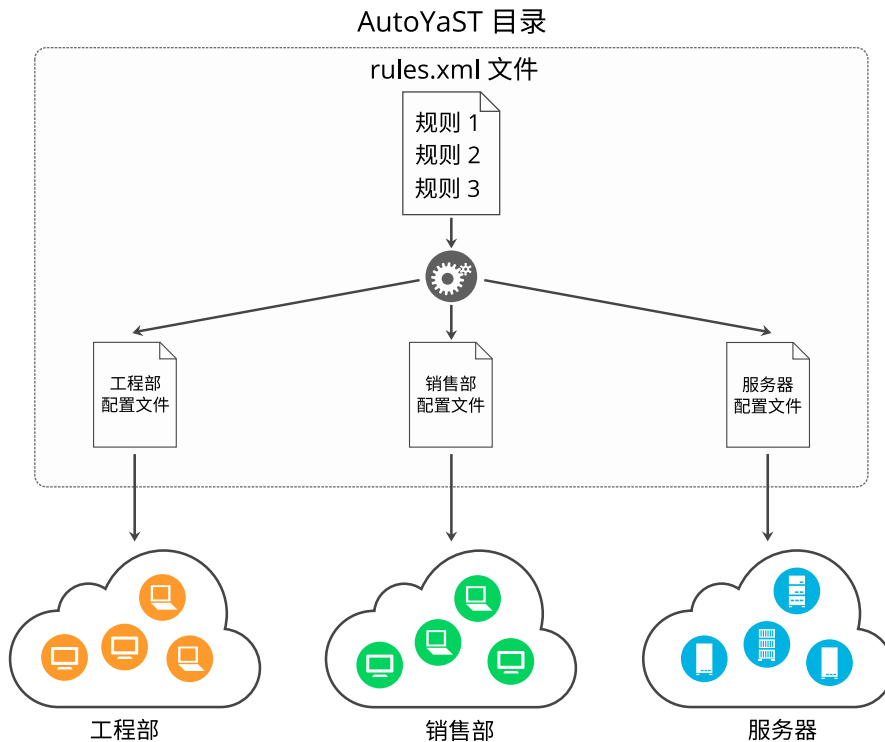 AutoYaST 目录
rules.xml 文件
规则 1
规则 2
规则 3
工程部
配置文件
销售部
配置文件
服务器
配置文件
工程部
销售部
服务器